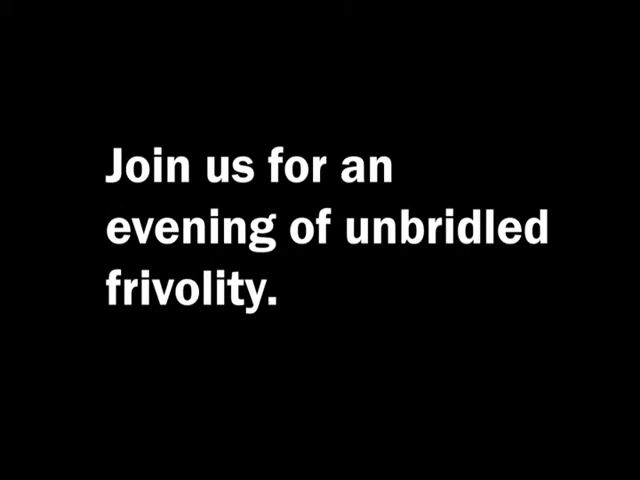 Join us for an
evening of unbridled
frivolity.